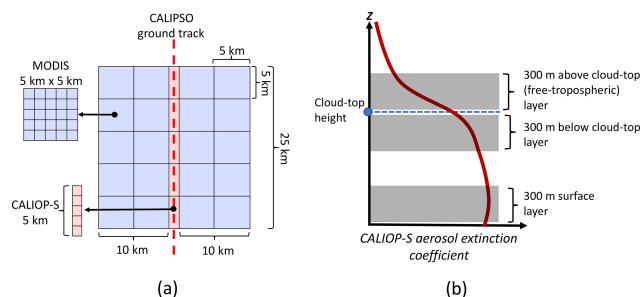 CALIPSO
ground track
MODIS
5 km x 5 km
5 km
5 km
25 km
CALIOP-S
5 km
10 km
10 km
(a)
z
Cloud-top
height
300 m above cloud-top
(free-tropospheric)
layer
300 m below cloud-top
layer
300 m surface
layer
CALIOP-S aerosol extinction
coefficient
(b)